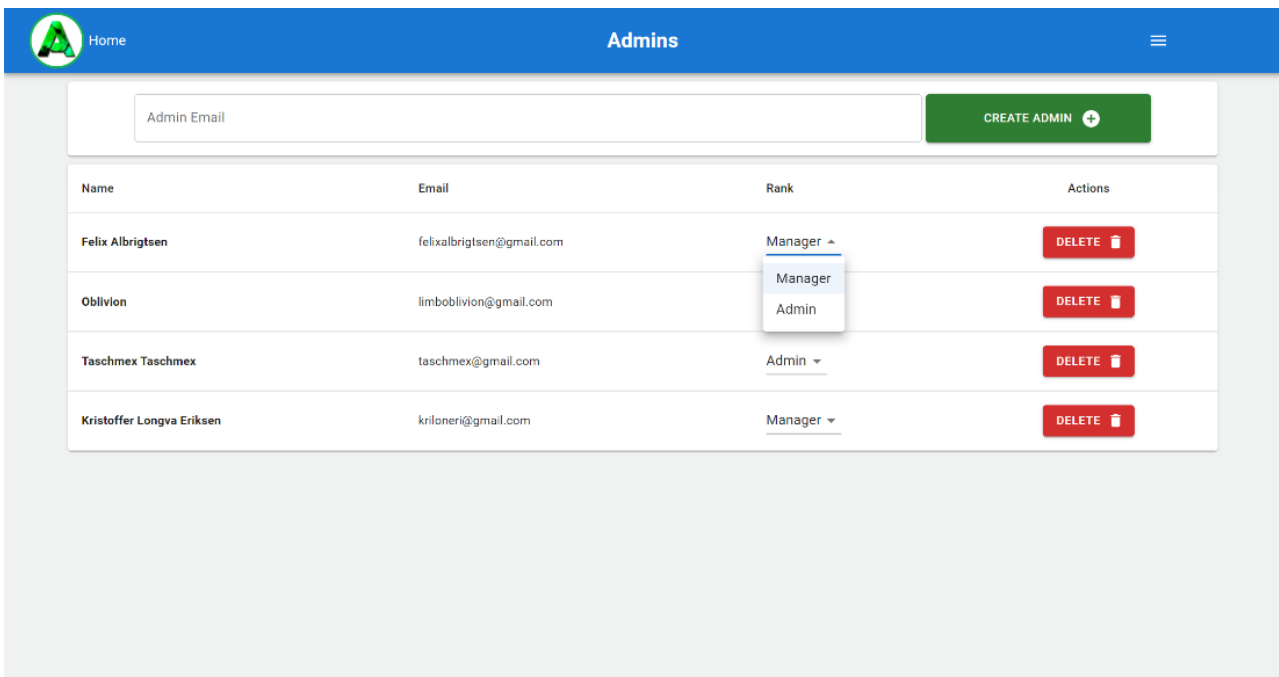 Home Admins
Admin Email CREATE ADMIN
Name Email Rank Actions
Felix Albrigtsen felixalbrigtsen@gmail.com Manager DELETE
Manager
Oblivion limboblivion@gmail.com DELETE
Admin
Taschmex Taschmex taschmex@gmail.com Admin DELETE
Kristoffer Longva Eriksen kriloneri@gmail.com Manager DELETE